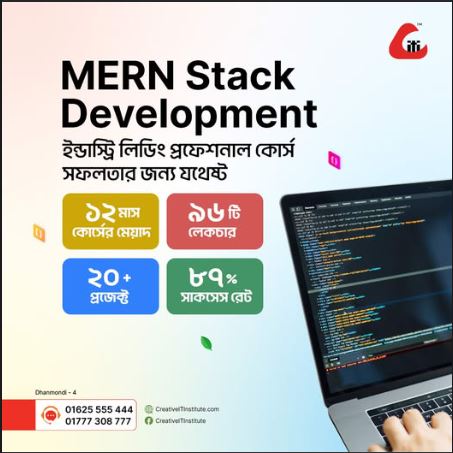 MERN Stack
Development
ইন্ডাস্ট্রি লিডিং প্রফেশনাল কোর্স
সফলতার জন্য যথেষ্ট
১২ মাস
কোর্সের মেয়াদ
৯৬ টি
লেকচার
২০+
প্রজেক্ট
৮৭%
সাকসেস রেট
Dhanmondi - 4
01625 555 444
01777 308 777
CreativeITInstitute.com
CreativeITInstitute